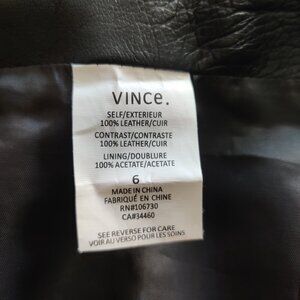 VINCE.
SELF/EXTERIEUR
100% LEATHER/CUIR
CONTRAST/CONTRASTE
100% LEATHER/CUIR
LINING/DOUBLURE
100% ACETATE/ACETATE
6
MADE IN CHINA
FABRIQUÉ EN CHINE
RN#106730
CA#34460
SEE REVERSE FOR CARE
VOIR AU VERSO POUR LES SOINS